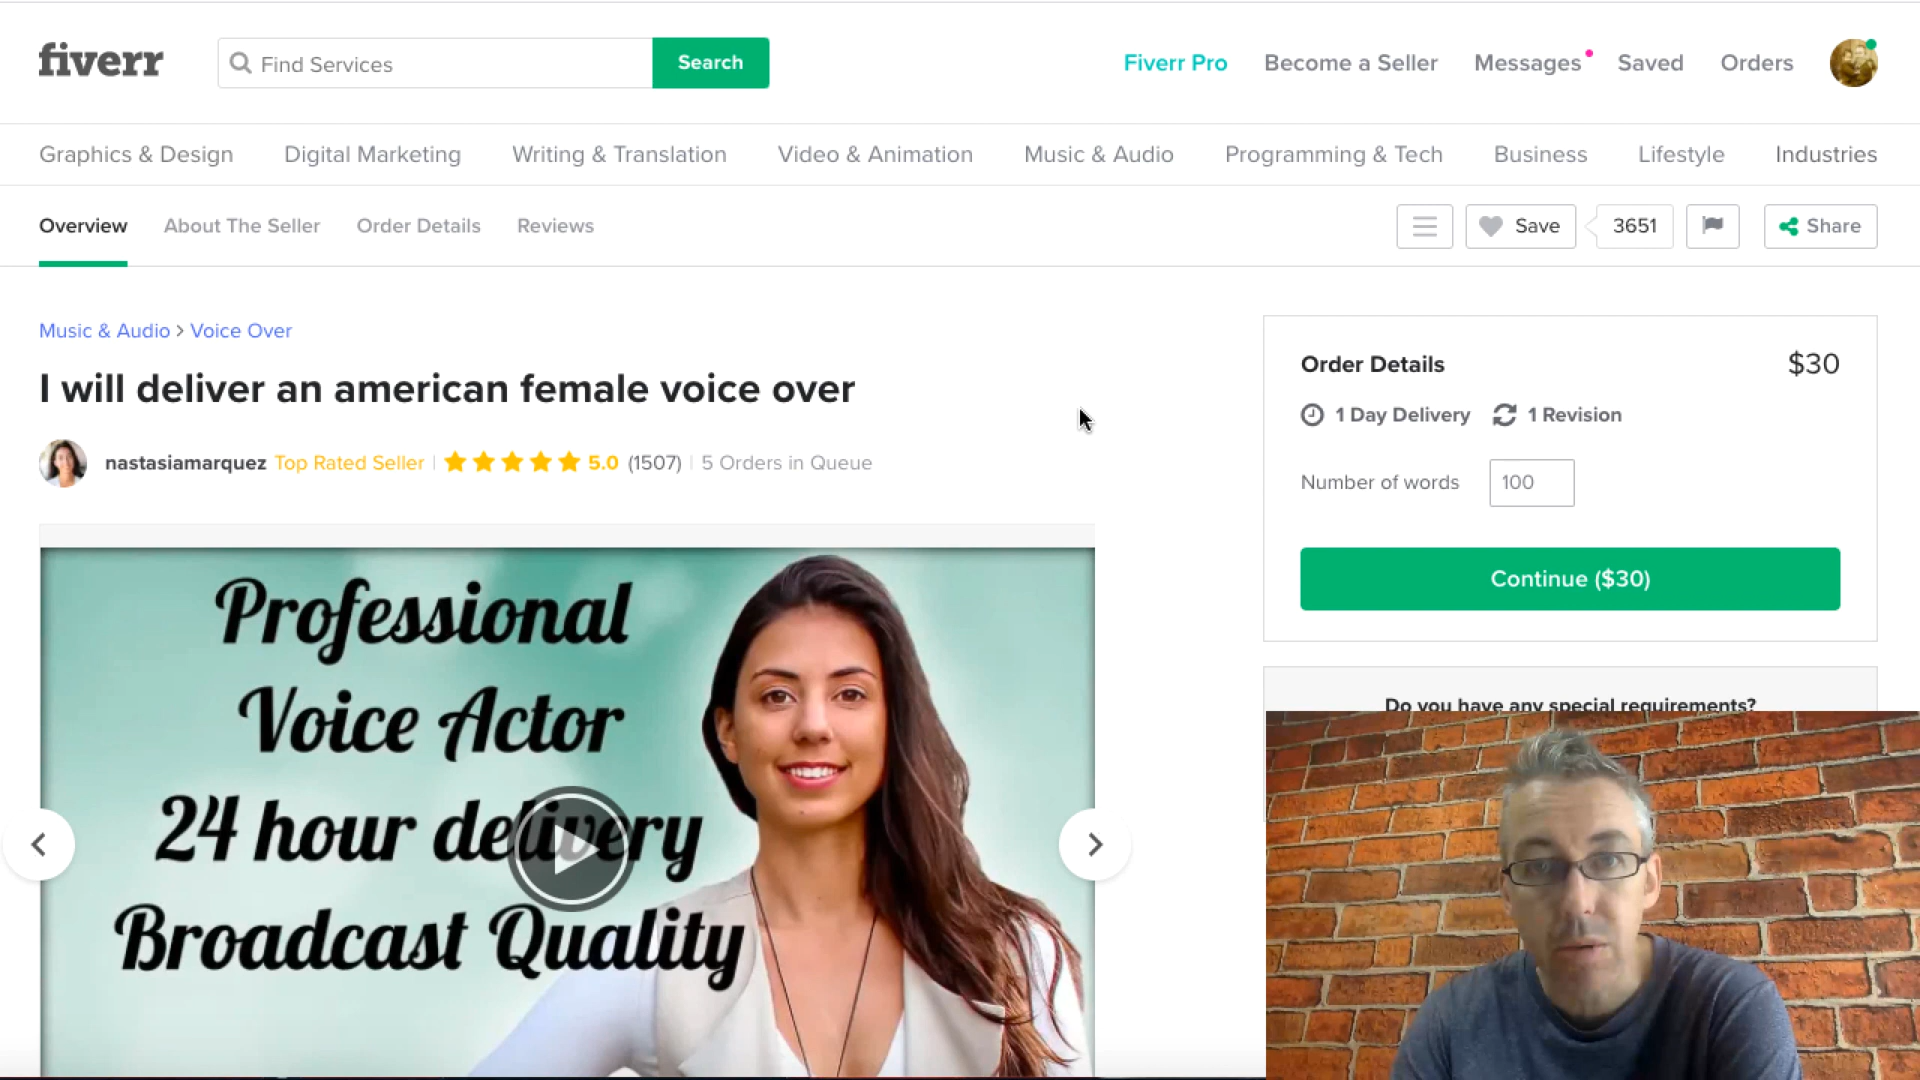 fiverr
Find Services
Search
Fiverr Pro
Become a Seller
Messages
Saved
Orders
Graphics & Design
Digital Marketing
Writing & Translation
Video & Animation
Music & Audio
Programming & Tech
Business
Lifestyle
Industries
Overview
About The Seller
Order Details
Reviews
Save
3651
Share
Music & Audio > Voice Over
I will deliver an american female voice over
nastasiamarquez Top Rated Seller | 5.0 (1507) | 5 Orders in Queue
Professional
Voice Actor
24 hour delivery
Broadcast Quality
Order Details
$30
1 Day Delivery
1 Revision
Number of words
100
Continue ($30)
Do you have any special requirements?